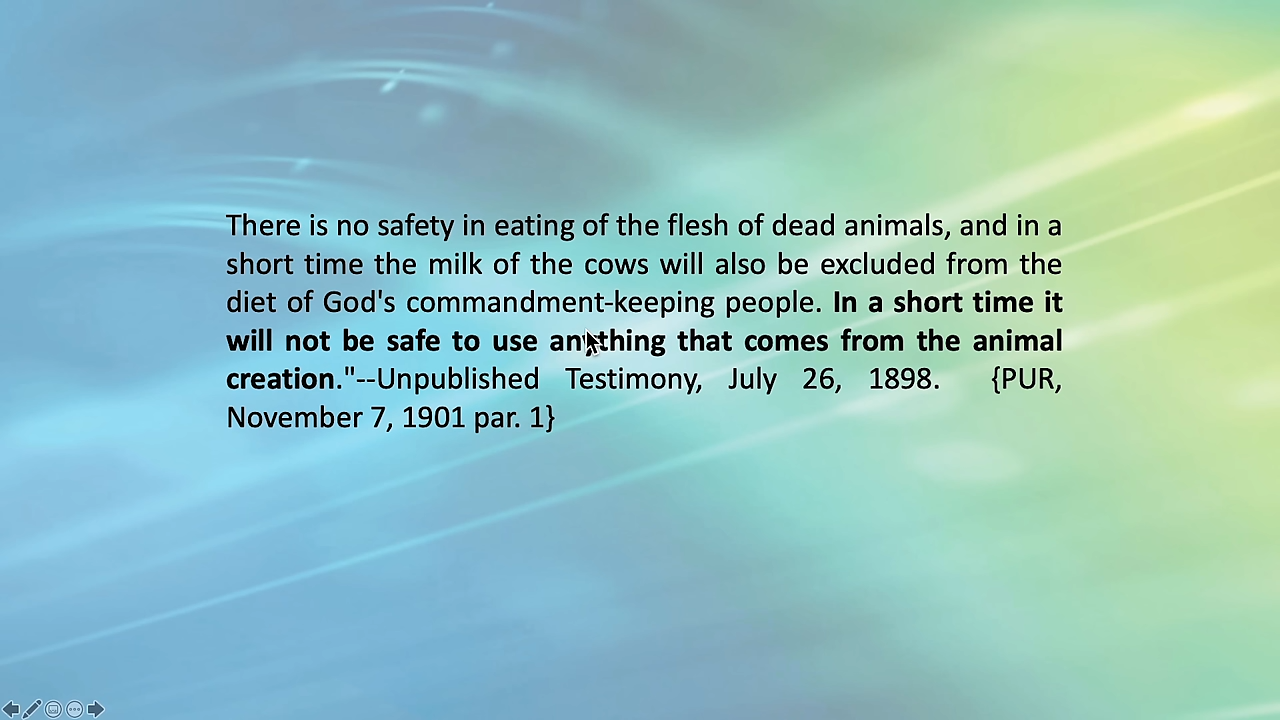 There is no safety in eating of the flesh of dead animals, and in a
short time the milk of the cows will also be excluded from the
diet of God's commandment-keeping people. In a short time it
will not be safe to use anything that comes from the animal
creation."--Unpublished Testimony, July 26, 1898. {PUR,
November 7, 1901 par. 1}